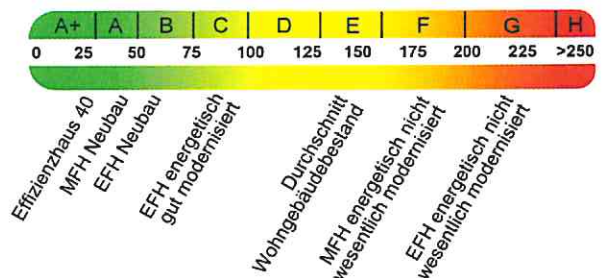 A+ A B C D E F G H
0 25 50 75 100 125 150 175 200 225 >250
Effizienzhaus 40
MFH Neubau
EFH Neubau
EFH energetisch
gut modernisiert
Durchschnitt
Wohngebäudebestand
MFH energetisch nicht
wesentlich modernisiert
EFH energetisch nicht
wesentlich modernisiert